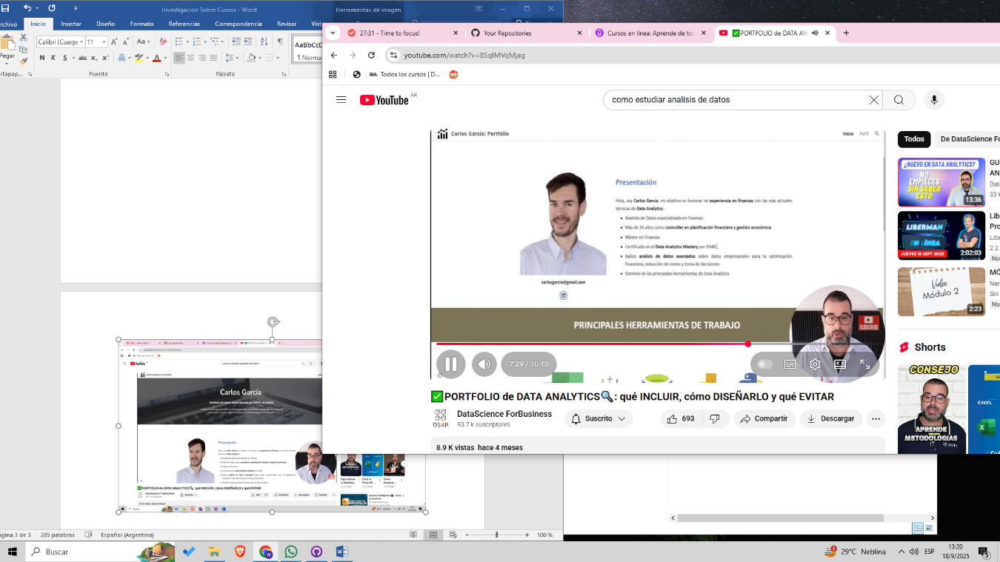 Investigacion Sobre Cursos - Word
Herramientas de imagen
rchivo
Inicio
Insertar
Diseño
Formato
Referencias
Correspondencia
Revisar
Vist
Pegar
Calibri (Cuerpo
11
AaBbCcD
¶ Normal
ortapap...
Fuente
Párrafo
27:31 - Time to focus!
Your Repositories
Cursos en línea: Aprende de too
✅PORTFOLIO de DATA AN
youtube.com/watch?v=8SqIMVqMjag
Todos los cursos | D...
YouTube AR
como estudiar analisis de datos
Carlos García| Portfolio
Inicio
Perfil
Presentación
Hola, soy Carlos García, mi objetivo es fusionar mi experiencia en finanzas con las más actuales
técnicas de Data Analytics.
• Analista de Datos especializado en Finanzas
• Más de 10 años como controller en planificación financiera y gestión económica
• Máster en Finanzas
• Certificado en el Data Analytics Mastery por DS4B
• Aplico análisis de datos avanzados sobre datos empresariales para la optimización
financiera, reducción de costes y toma de decisiones.
• Dominio de las principales herramientas de Data Analytics
carlosgarcia@gmail.com
PRINCIPALES HERRAMIENTAS DE TRABAJO
SUBSCRIBE
7:29 / 10:40
✅PORTFOLIO de DATA ANALYTICS🔍: qué INCLUIR, cómo DISEÑARLO y qué EVITAR
DS4B
DataScience ForBusiness
93.7 k suscriptores
Suscrito
693
Compartir
Descargar
8.9 K vistas hace 4 meses
Todos
De DataScience Fo
¿NUEVO EN DATA ANALYTICS?
NO
EMPIECES
SIN SABER
ESTO
13:36
GU
AN
Data
33 k
LIBERMAN
EN LÍNEA
JUEVES 18 SEPT 2025
2:02:03
Lib
Pro
Libe
2.2
Nu
Video
Módulo 2
2:23
MÓ
Ner
Sin
Nu
Shorts
CONSEJO
APRENDE
METODOLOGÍAS
EXCEL
Carlos García
Presentación
✅PORTFOLIO de DATA ANALYTICS🔍: qué INCLUIR, cómo DISEÑARLO y qué EVITAR
ágina 3 de 3
285 palabras
Español (Argentina)
100 %
Buscar
29°C Neblina
ESP
13:20
18/9/2025
5